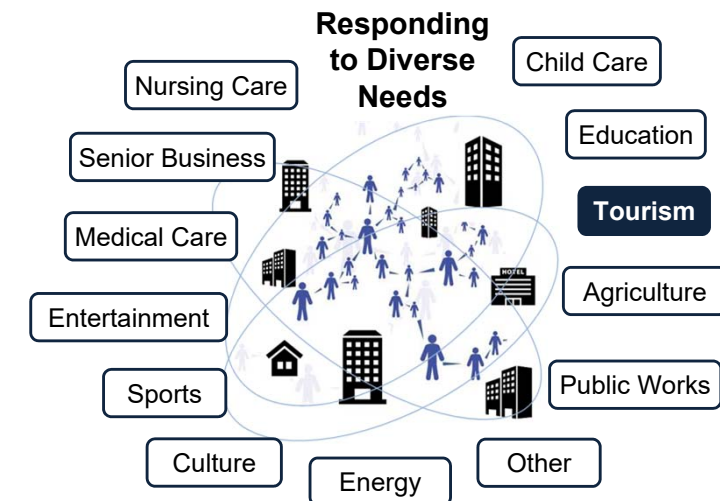 Responding
to Diverse
Needs
Child Care
Nursing Care
Education
Senior Business
Tourism
Medical Care
HOTEL
Agriculture
Entertainment
Public Works
Sports
Culture
Other
Energy